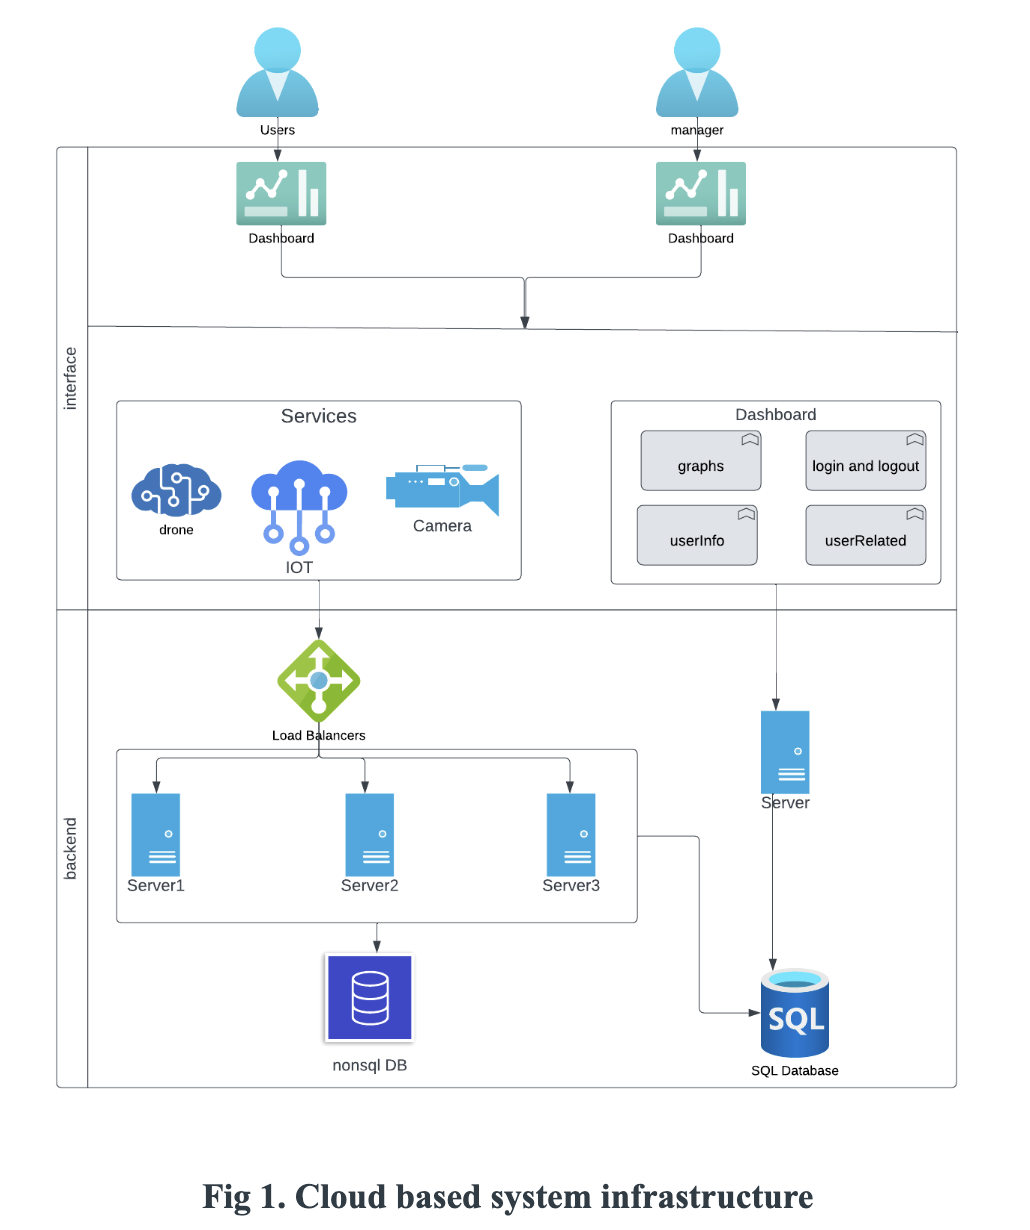 Users
manager
Dashboard
Dashboard
interface
Services
drone
IOT
Camera
Dashboard
graphs
login and logout
userInfo
userRelated
backend
Load Balancers
Server1
Server2
Server3
Server
nonsql DB
SQL
SQL Database
Fig 1. Cloud based system infrastructure